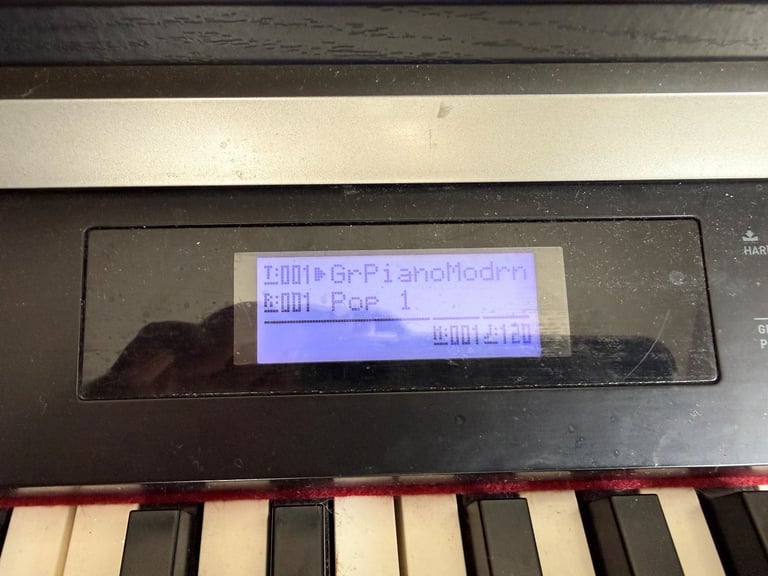 T:001 GrPianoModrn
R:001 Pop 1
M:001 ♩:120